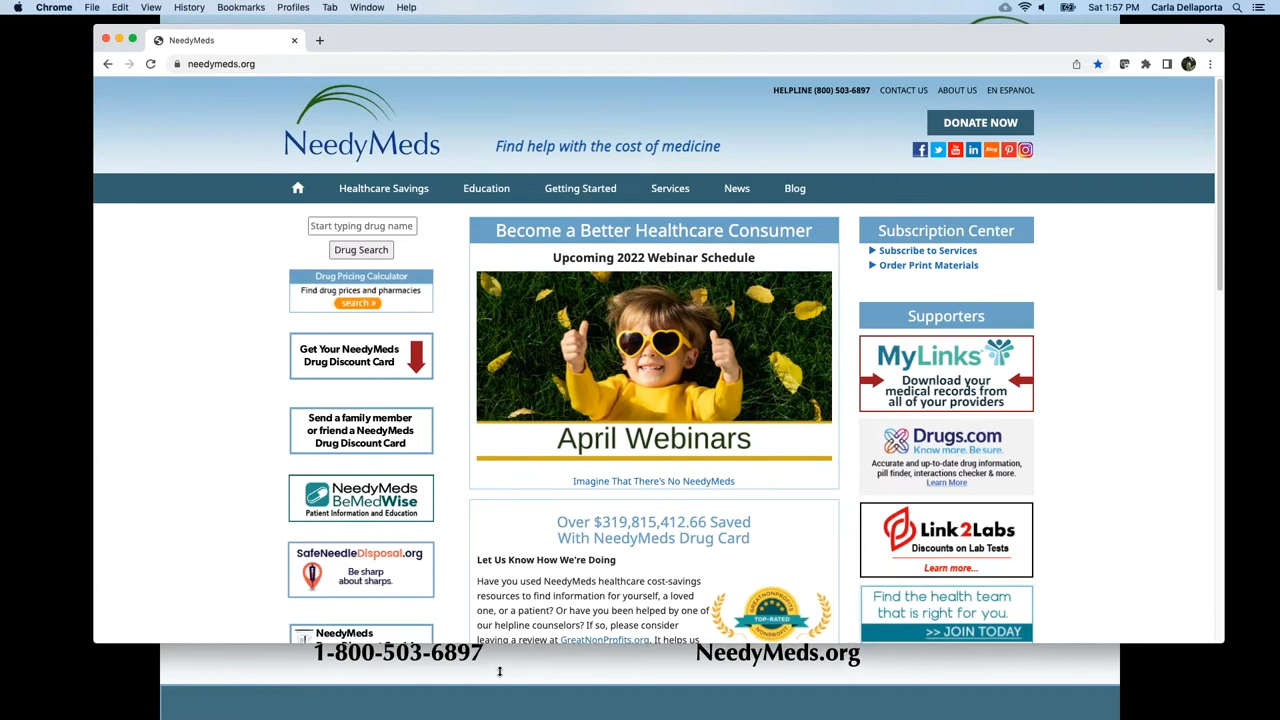 Chrome File Edit View History Bookmarks Profiles Tab Window Help Sat 1:57 PM Carla Dellaporta
NeedyMeds
needymeds.org
HELPLINE (800) 503-6897 CONTACT US ABOUT US EN ESPANOL
NeedyMeds
Find help with the cost of medicine
DONATE NOW
Blog
Healthcare Savings Education Getting Started Services News Blog
Start typing drug name
Drug Search
Drug Pricing Calculator
Find drug prices and pharmacies
search »
Get Your NeedyMeds
Drug Discount Card
Send a family member
or friend a NeedyMeds
Drug Discount Card
NeedyMeds
BeMedWise
Patient Information and Education
SafeNeedleDisposal.org
Be sharp
about sharps.
NeedyMeds
Become a Better Healthcare Consumer
Upcoming 2022 Webinar Schedule
April Webinars
Imagine That There's No NeedyMeds
Over $319,815,412.66 Saved
With NeedyMeds Drug Card
Let Us Know How We're Doing
Have you used NeedyMeds healthcare cost-savings
resources to find information for yourself, a loved
one, or a patient? Or have you been helped by one of
our helpline counselors? If so, please consider
leaving a review at GreatNonProfits.org. It helps us
GREATNONPROFITS
TOP-RATED
NONPROFIT
Subscription Center
Subscribe to Services
Order Print Materials
Supporters
MyLinks
Download your
medical records from
all of your providers
Drugs.com
Know more. Be sure.
Accurate and up-to-date drug information,
pill finder, interactions checker & more.
Learn More
Link2Labs
Discounts on Lab Tests
Learn more...
Find the health team
that is right for you.
>> JOIN TODAY
1-800-503-6897 NeedyMeds.org